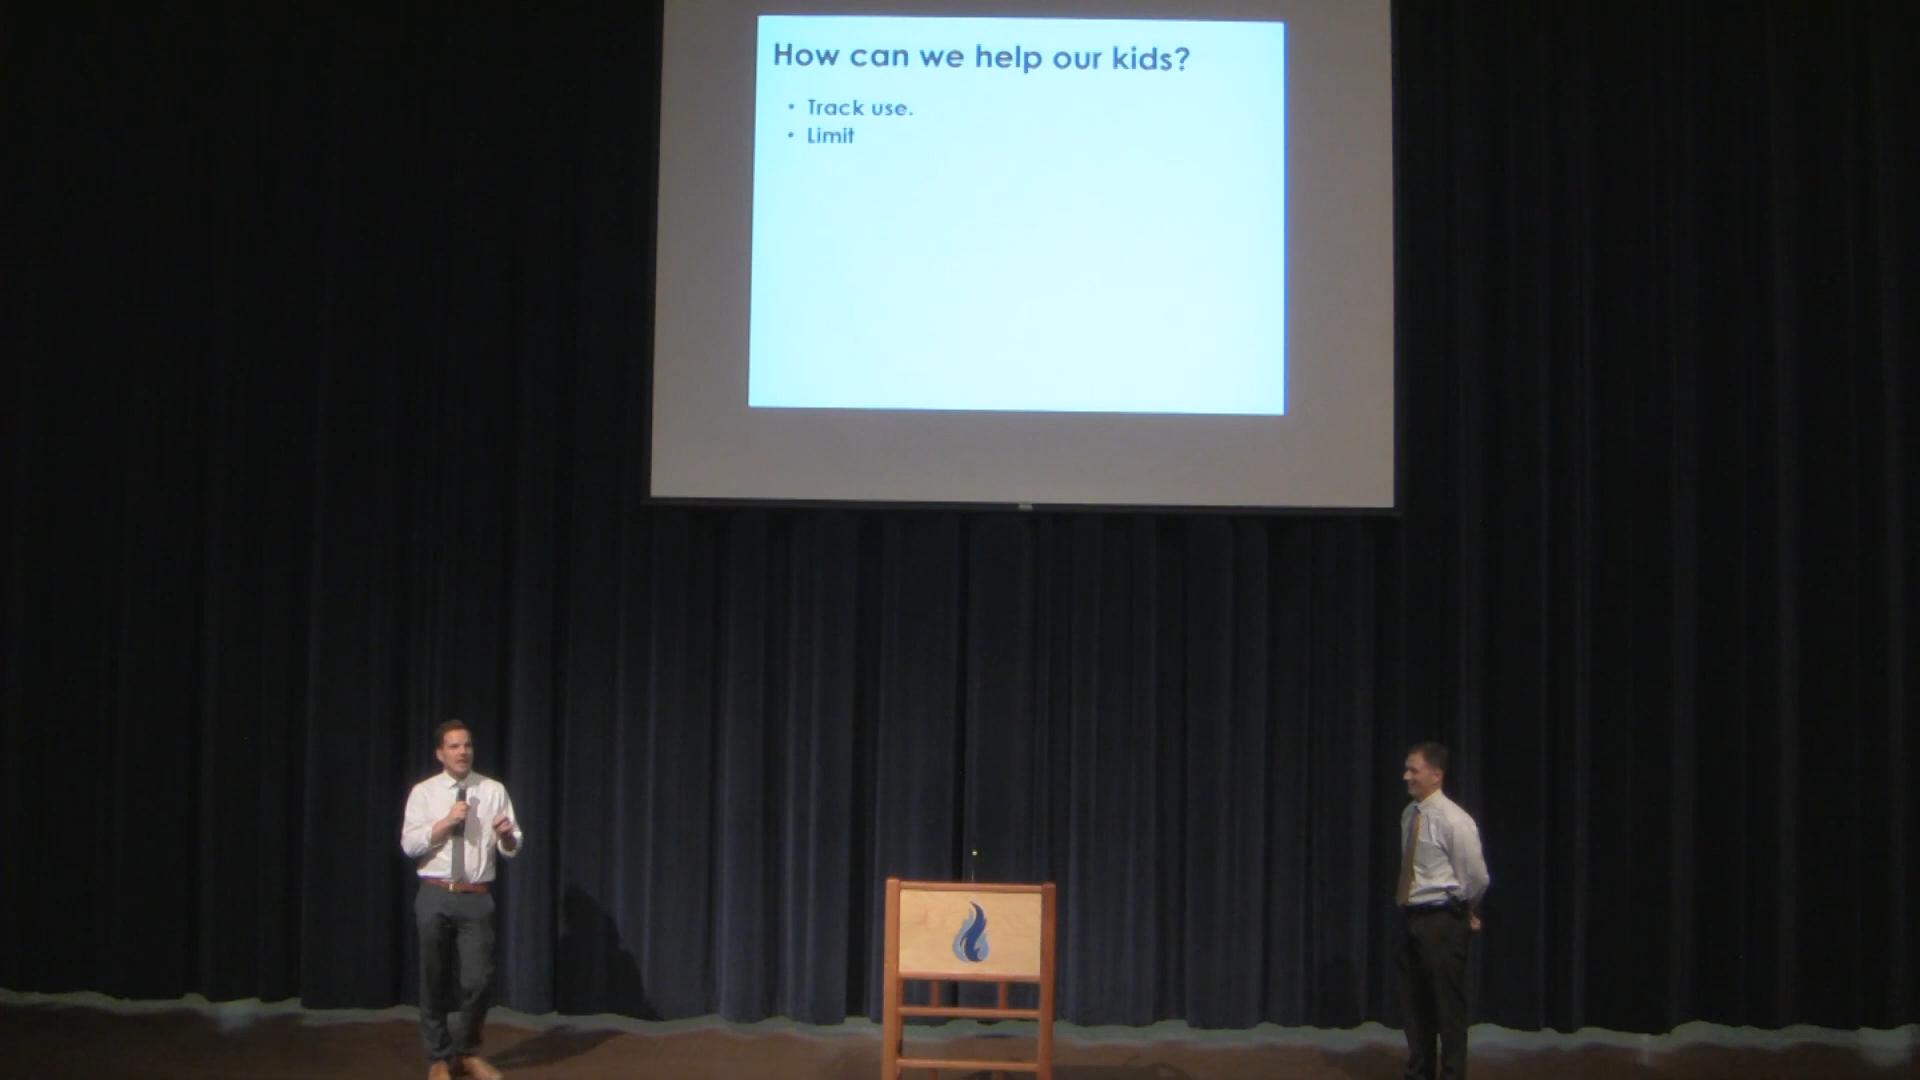 How can we help our kids?
• Track use.
• Limit